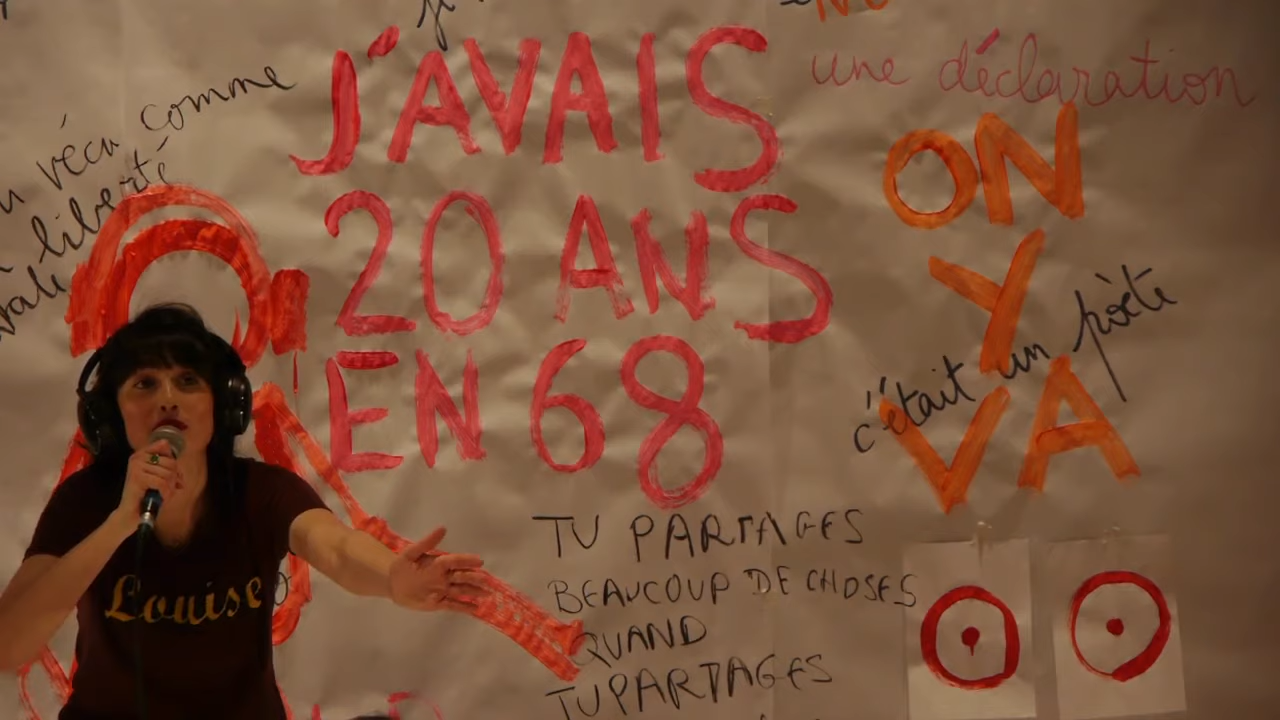 vécu comme
liberté
J'AVAIS
20 ANS
EN 68
une déclaration
ON
Y
VA
c'était un poète
TU PARTAGES
BEAUCOUP DE CHOSES
QUAND
TU PARTAGES
Louise